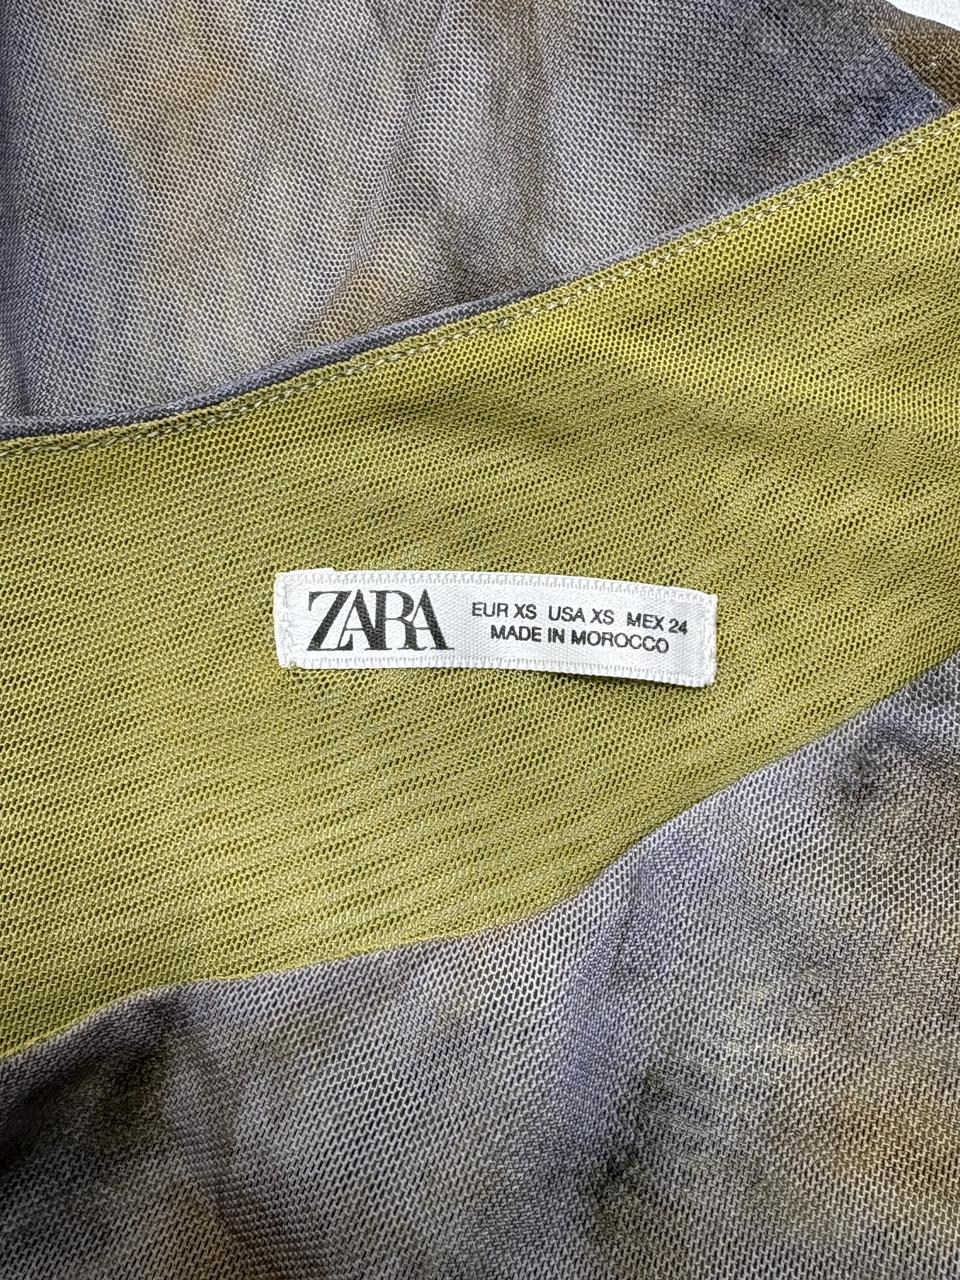 ZARA
EUR XS USA XS MEX 24
MADE IN MOROCCO